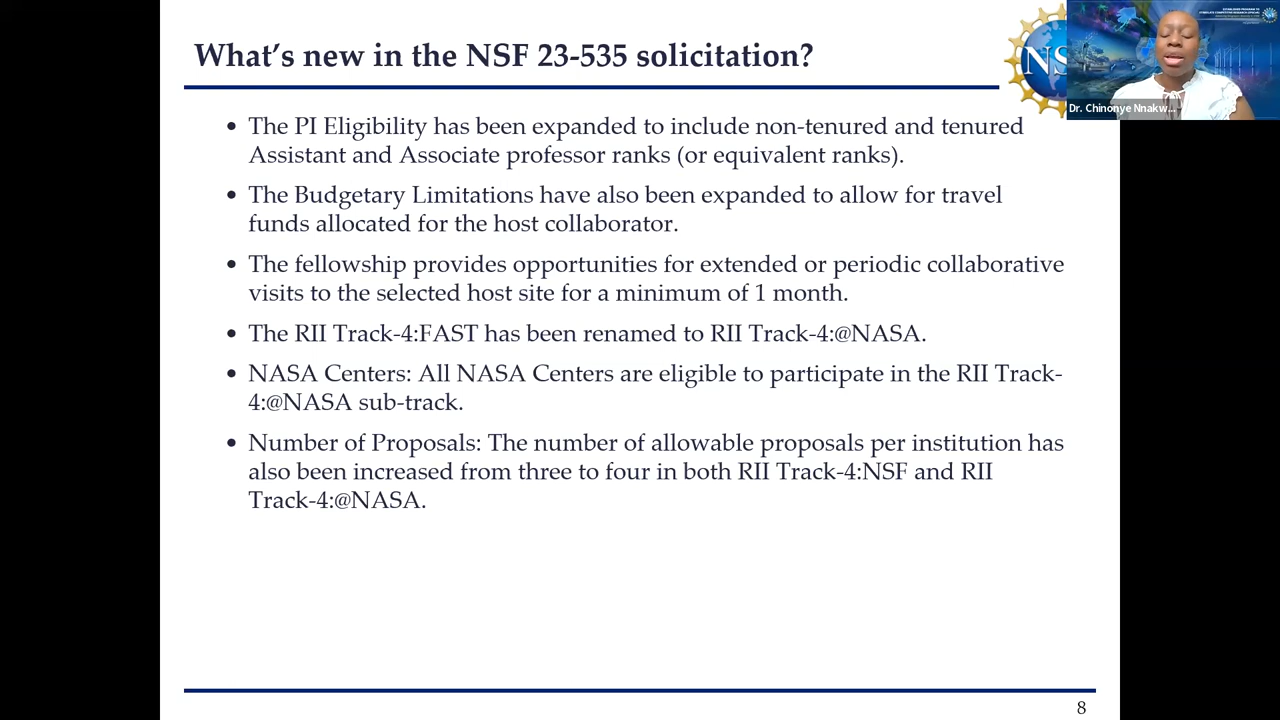 What's new in the NSF 23-535 solicitation?
NS
Dr. Chinonye Nnakw...
• The PI Eligibility has been expanded to include non-tenured and tenured
Assistant and Associate professor ranks (or equivalent ranks).
• The Budgetary Limitations have also been expanded to allow for travel
funds allocated for the host collaborator.
• The fellowship provides opportunities for extended or periodic collaborative
visits to the selected host site for a minimum of 1 month.
• The RII Track-4:FAST has been renamed to RII Track-4:@NASA.
• NASA Centers: All NASA Centers are eligible to participate in the RII Track-
4:@NASA sub-track.
• Number of Proposals: The number of allowable proposals per institution has
also been increased from three to four in both RII Track-4:NSF and RII
Track-4:@NASA.
8